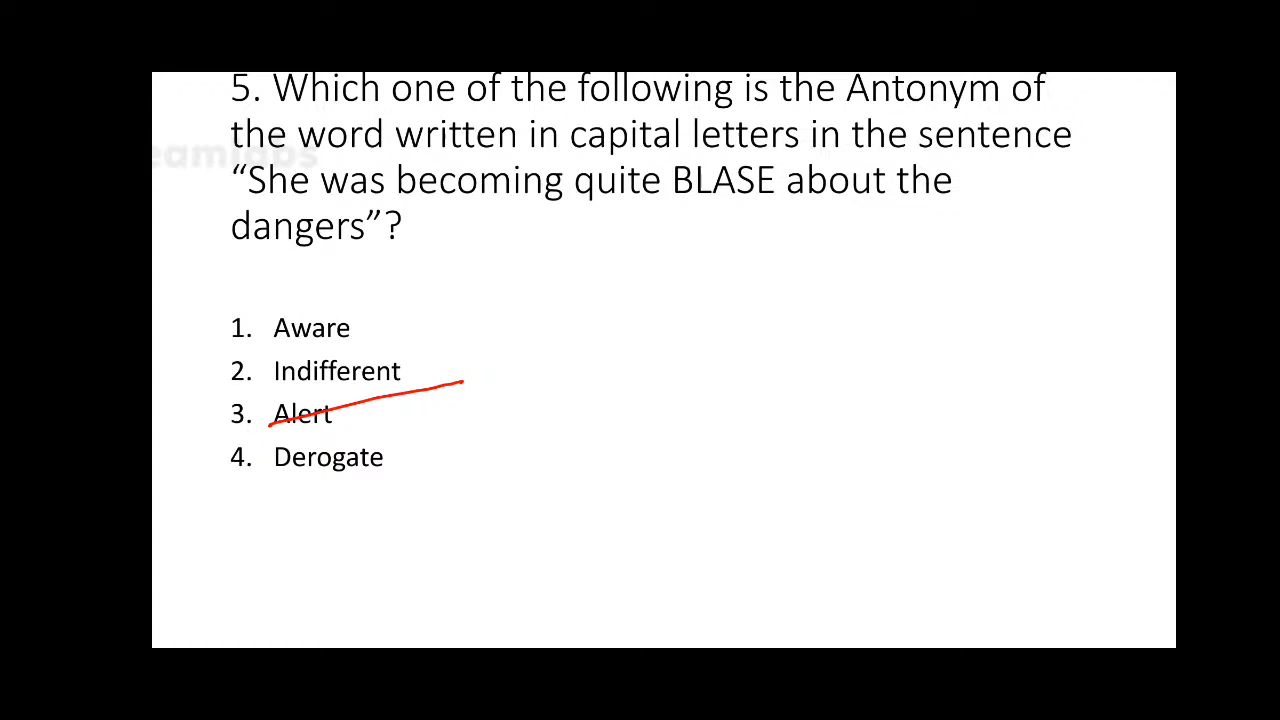 5. Which one of the following is the Antonym of
the word written in capital letters in the sentence
eamlabs
“She was becoming quite BLASE about the
dangers”?
1. Aware
2. Indifferent
3. Alert
4. Derogate